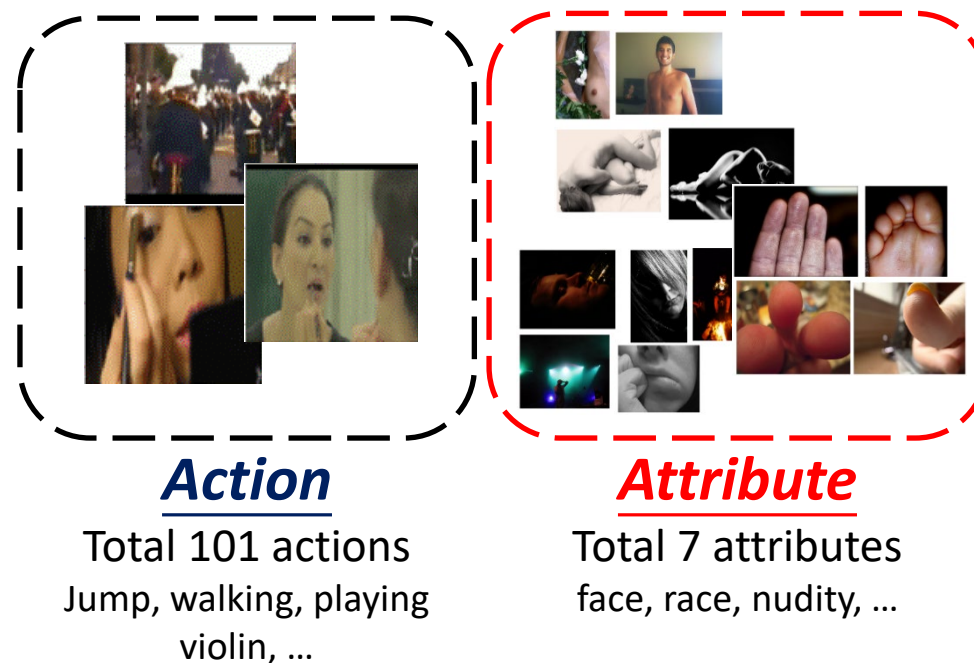 Action
Total 101 actions
Jump, walking, playing
violin, ...
Attribute
Total 7 attributes
face, race, nudity, ...